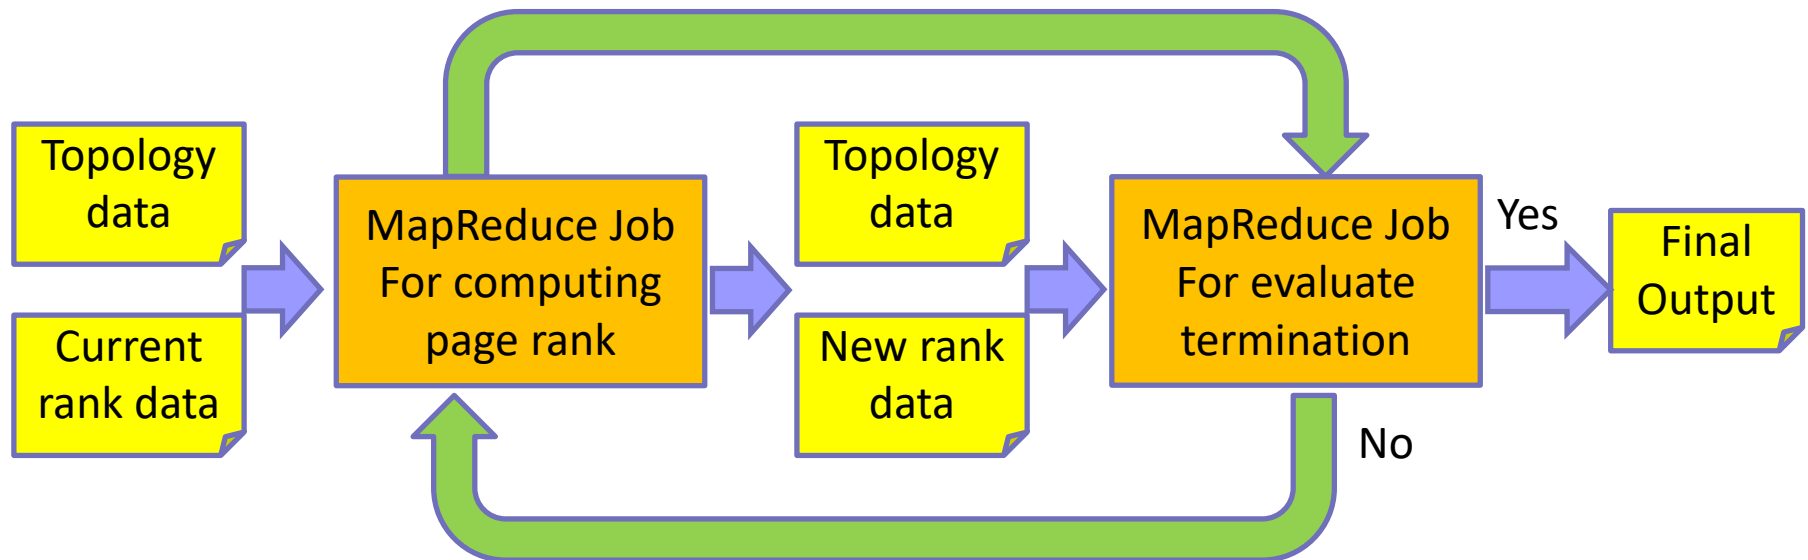 Topology
data
Current
rank data
MapReduce Job
For computing
page rank
Topology
data
New rank
data
MapReduce Job
For evaluate
termination
Yes
No
Final
Output